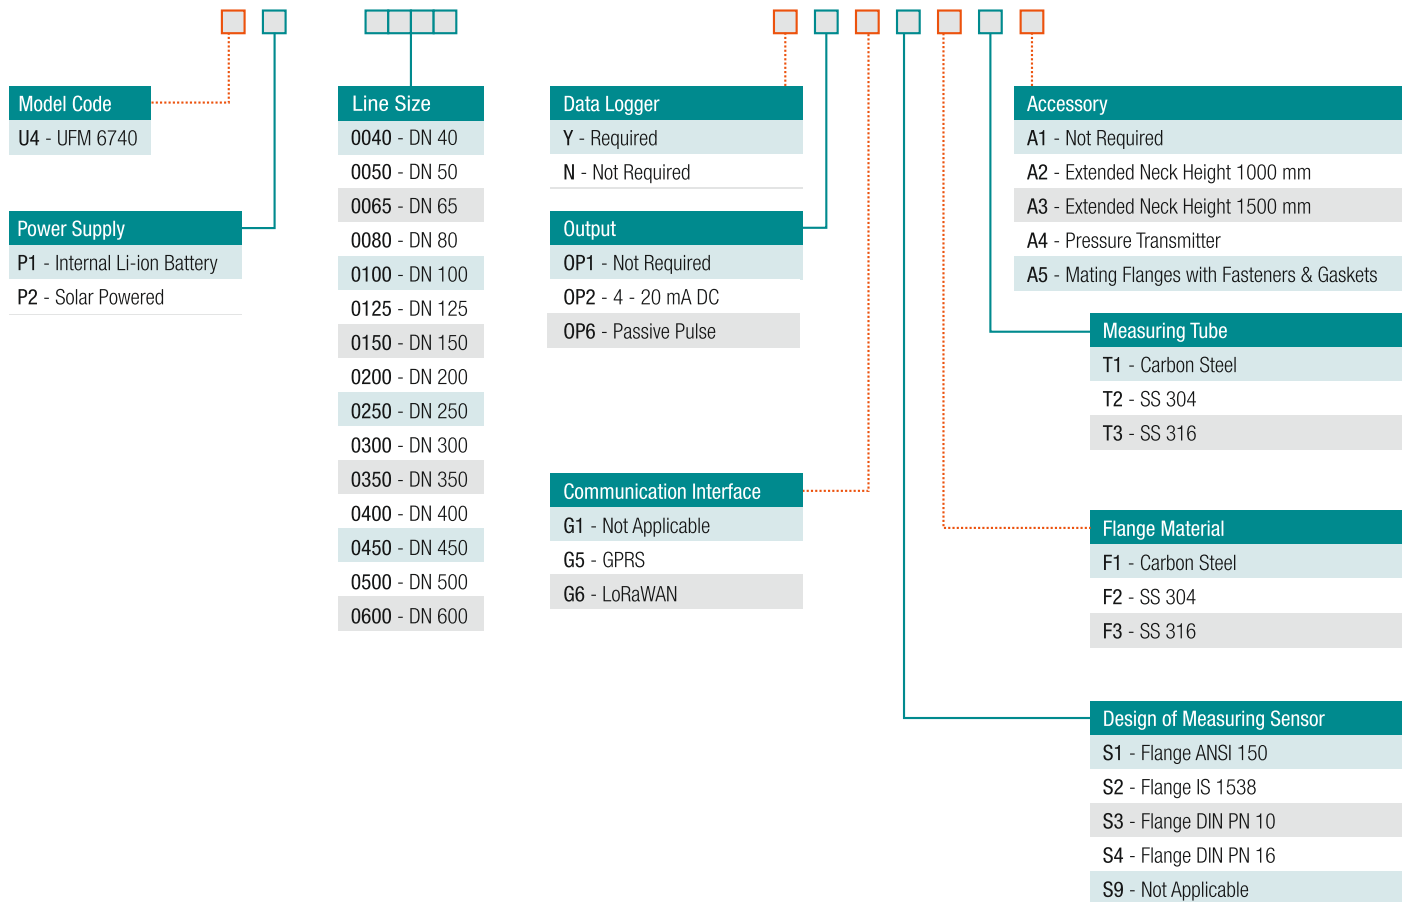 Model Code
U4 - UFM 6740
Power Supply
P1 - Internal Li-ion Battery
P2 - Solar Powered
Line Size
0040 - DN 40
0050 - DN 50
0065 - DN 65
0080 - DN 80
0100 - DN 100
0125 - DN 125
0150 - DN 150
0200 - DN 200
0250 - DN 250
0300 - DN 300
0350 - DN 350
0400 - DN 400
0450 - DN 450
0500 - DN 500
0600 - DN 600
Data Logger
Y - Required
N - Not Required
Output
OP1 - Not Required
OP2 - 4 - 20 mA DC
OP6 - Passive Pulse
Communication Interface
G1 - Not Applicable
G5 - GPRS
G6 - LoRaWAN
Accessory
A1 - Not Required
A2 - Extended Neck Height 1000 mm
A3 - Extended Neck Height 1500 mm
A4 - Pressure Transmitter
A5 - Mating Flanges with Fasteners & Gaskets
Measuring Tube
T1 - Carbon Steel
T2 - SS 304
T3 - SS 316
Flange Material
F1 - Carbon Steel
F2 - SS 304
F3 - SS 316
Design of Measuring Sensor
S1 - Flange ANSI 150
S2 - Flange IS 1538
S3 - Flange DIN PN 10
S4 - Flange DIN PN 16
S9 - Not Applicable